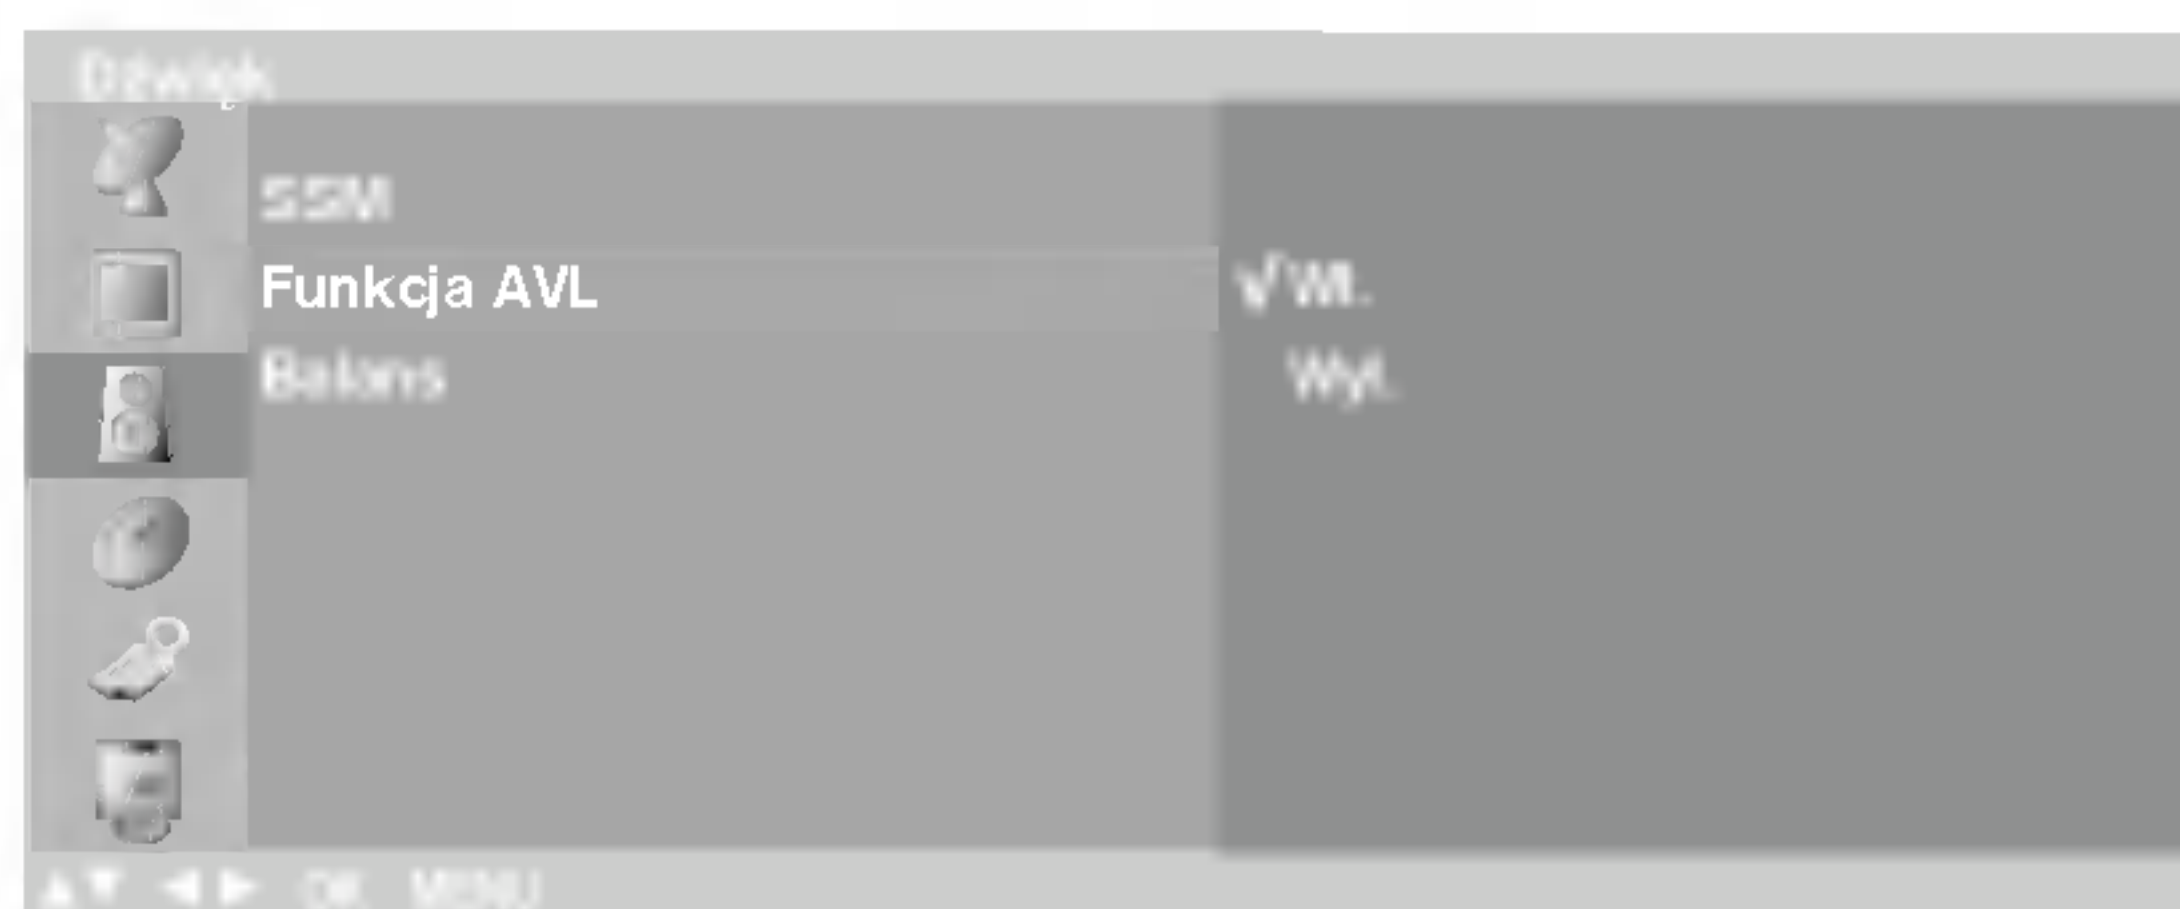 Dźwięk
SSM
Funkcja AVL
√ Wł.
Balans
Wył.
▲▼ ◀ ▶ OK MENU